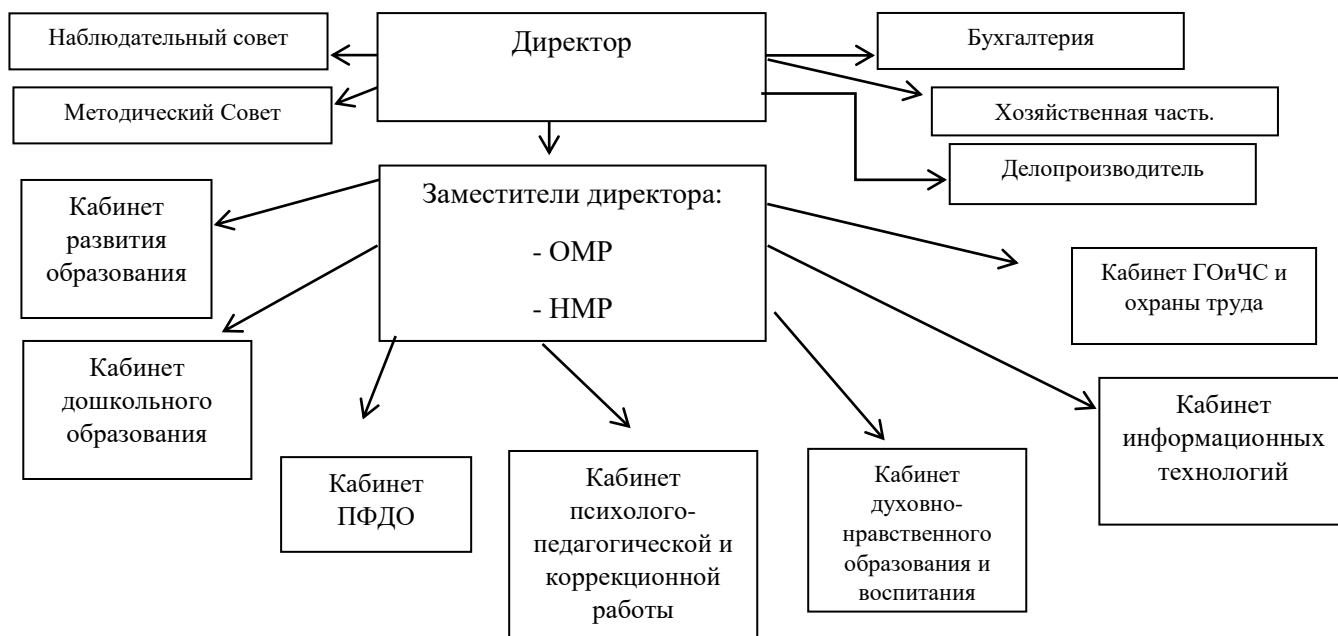 Наблюдательный совет
Директор
Бухгалтерия
Методический Совет
Хозяйственная часть.
Делопроизводитель
Заместители директора:
- ОМР
- НМР
Кабинет
развития
образования
Кабинет ГОиЧС и
охраны труда
Кабинет
дошкольного
образования
Кабинет
информационных
технологий
Кабинет
ПФДО
Кабинет
психолого-
педагогической и
коррекционной
работы
Кабинет
духовно-
нравственного
образования и
воспитания